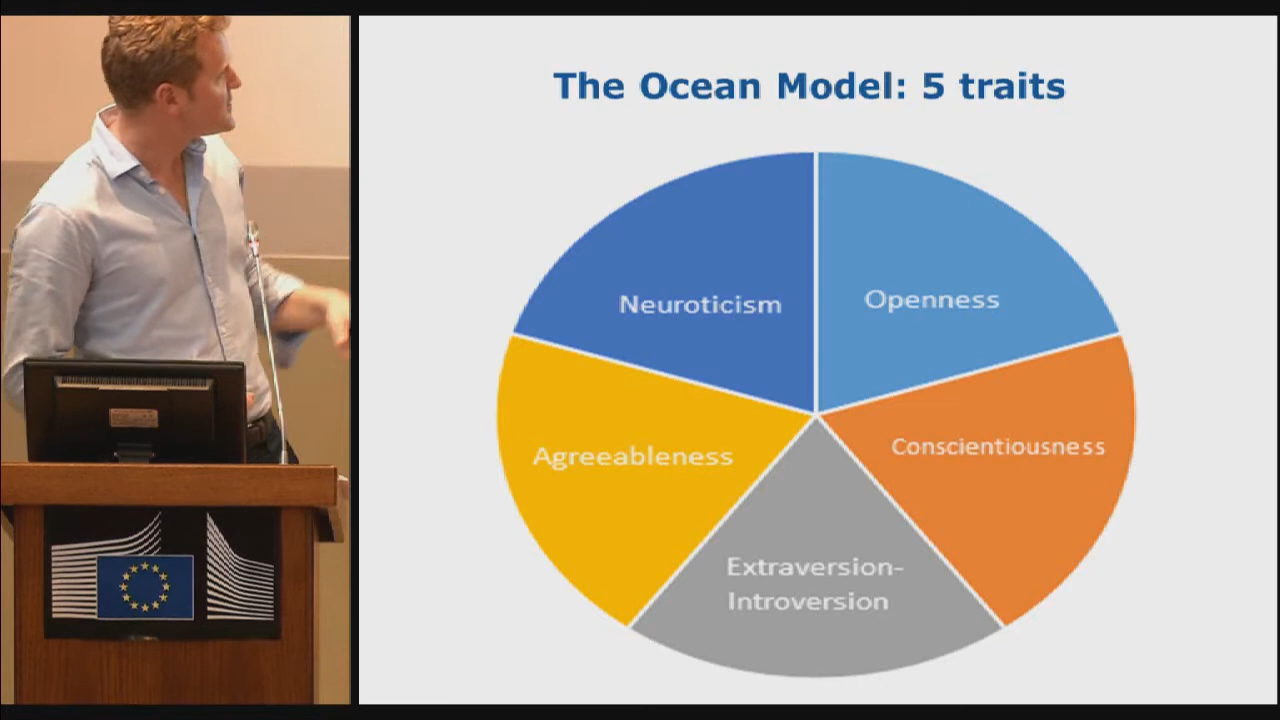 The Ocean Model: 5 traits
Neuroticism
Openness
Agreeableness
Conscientiousness
Extraversion-
Introversion